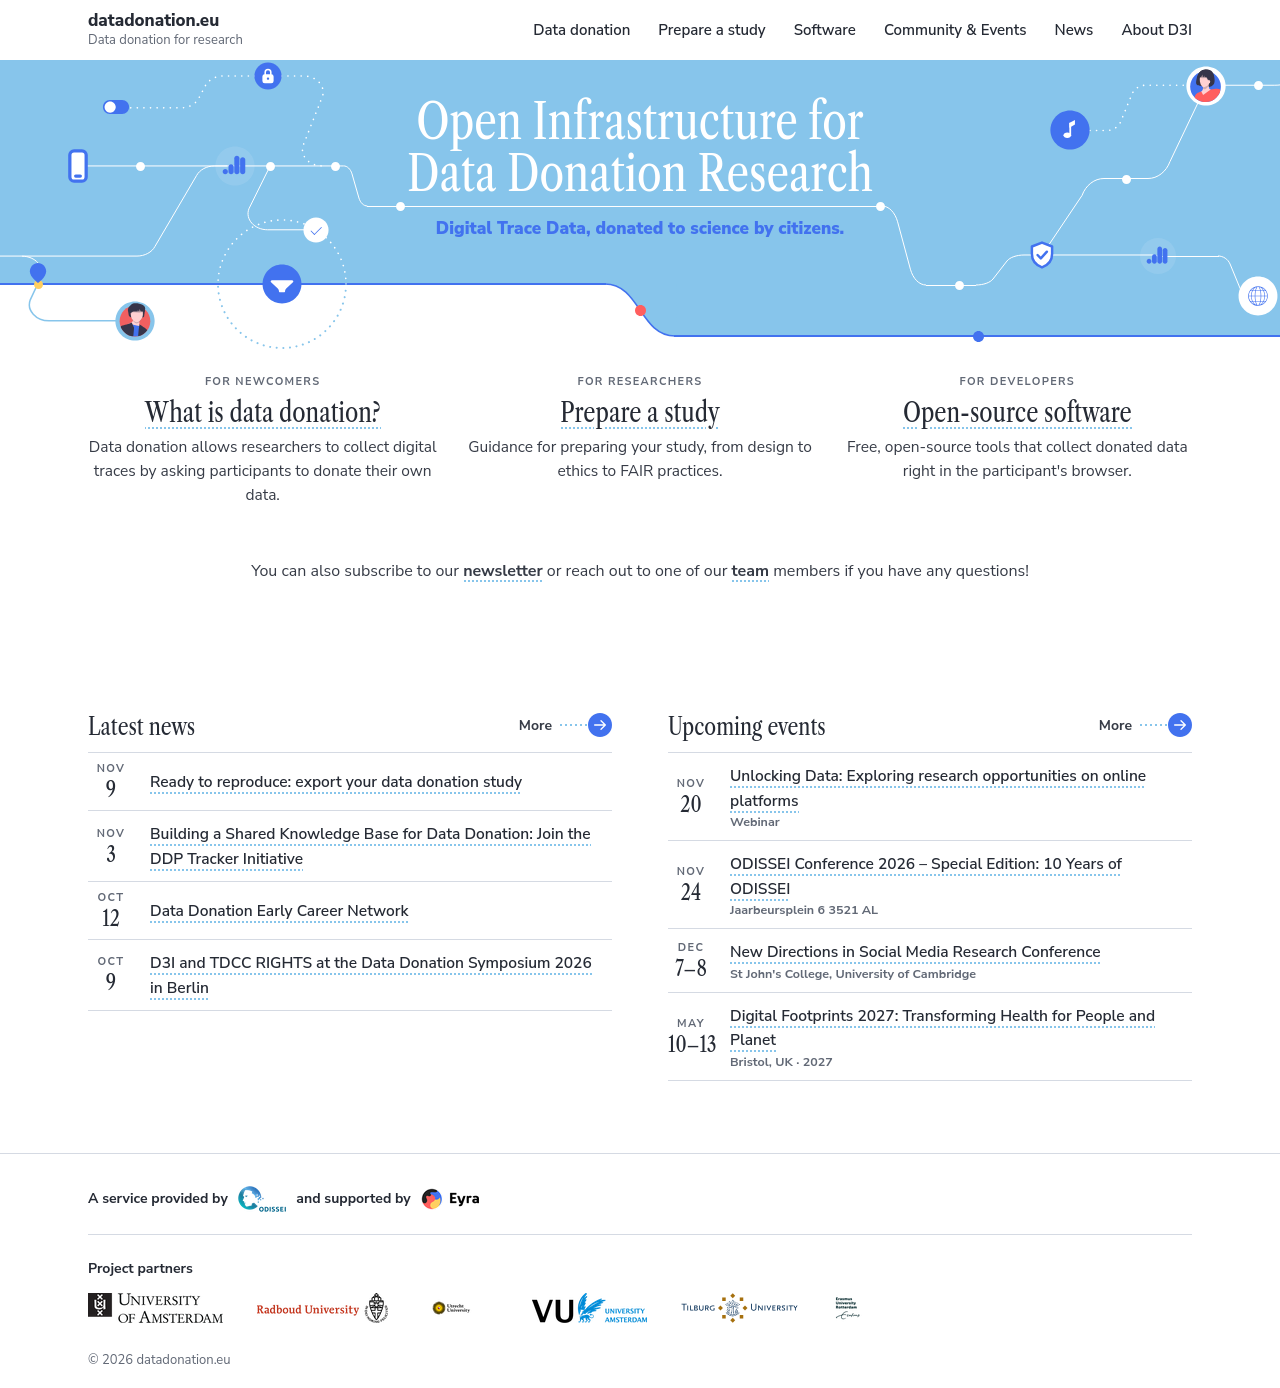 datadonation.eu
Data donation for research
Data donation
Prepare a study
Software
Community & Events
News
About D3I
Open Infrastructure for
Data Donation Research
Digital Trace Data, donated to science by citizens.
FOR NEWCOMERS
What is data donation?
Data donation allows researchers to collect digital
traces by asking participants to donate their own
data.
FOR RESEARCHERS
Prepare a study
Guidance for preparing your study, from design to
ethics to FAIR practices.
FOR DEVELOPERS
Open-source software
Free, open-source tools that collect donated data
right in the participant's browser.
You can also subscribe to our newsletter or reach out to one of our team members if you have any questions!
Latest news
More
NOV
9
Ready to reproduce: export your data donation study
NOV
3
Building a Shared Knowledge Base for Data Donation: Join the
DDP Tracker Initiative
OCT
12
Data Donation Early Career Network
OCT
9
D3I and TDCC RIGHTS at the Data Donation Symposium 2026
in Berlin
Upcoming events
More
NOV
20
Unlocking Data: Exploring research opportunities on online
platforms
Webinar
NOV
24
ODISSEI Conference 2026 – Special Edition: 10 Years of
ODISSEI
Jaarbeursplein 6 3521 AL
DEC
7–8
New Directions in Social Media Research Conference
St John's College, University of Cambridge
MAY
10–13
Digital Footprints 2027: Transforming Health for People and
Planet
Bristol, UK · 2027
A service provided by
ODISSEI
and supported by
Eyra
Project partners
UNIVERSITY
OF AMSTERDAM
Radboud University
Utrecht
University
VU
UNIVERSITY
AMSTERDAM
TILBURG
UNIVERSITY
Erasmus
University
Rotterdam
Erasmus
© 2026 datadonation.eu